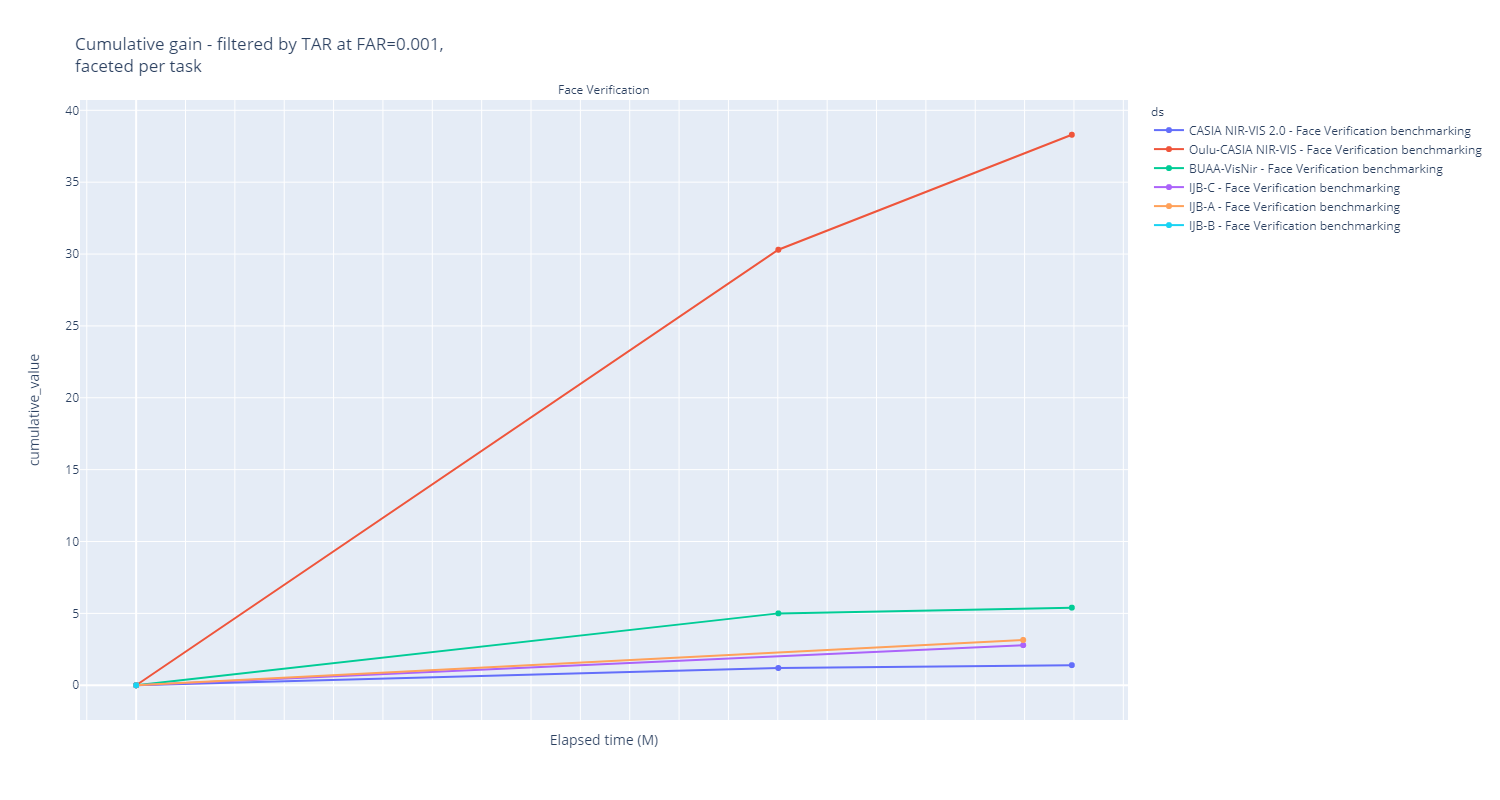 Cumulative gain - filtered by TAR at FAR=0.001,
faceted per task
Face Verification
40
35
30
25
20
15
10
5
0
cumulative_value
Elapsed time (M)
ds
CASIA NIR-VIS 2.0 - Face Verification benchmarking
Oulu-CASIA NIR-VIS - Face Verification benchmarking
BUAA-VisNir - Face Verification benchmarking
IJB-C - Face Verification benchmarking
IJB-A - Face Verification benchmarking
IJB-B - Face Verification benchmarking